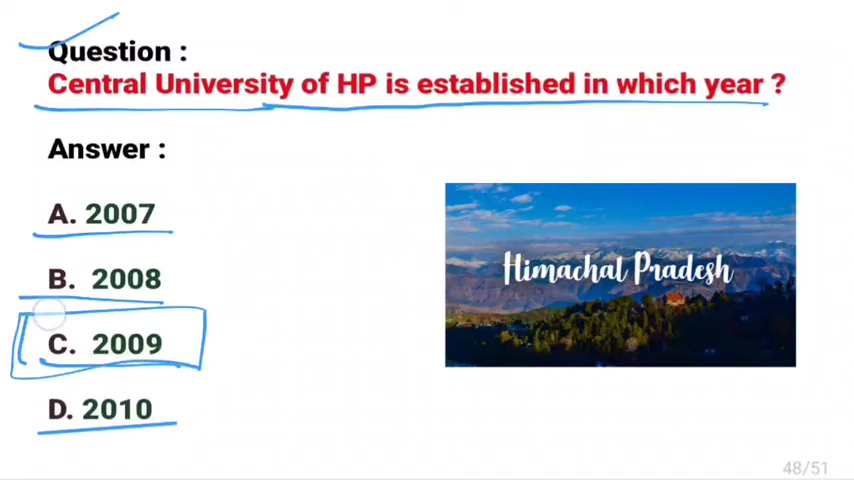 Question :
Central University of HP is established in which year ?
Answer :
A. 2007
B. 2008
Himachal Pradesh
C. 2009
D. 2010
48/51